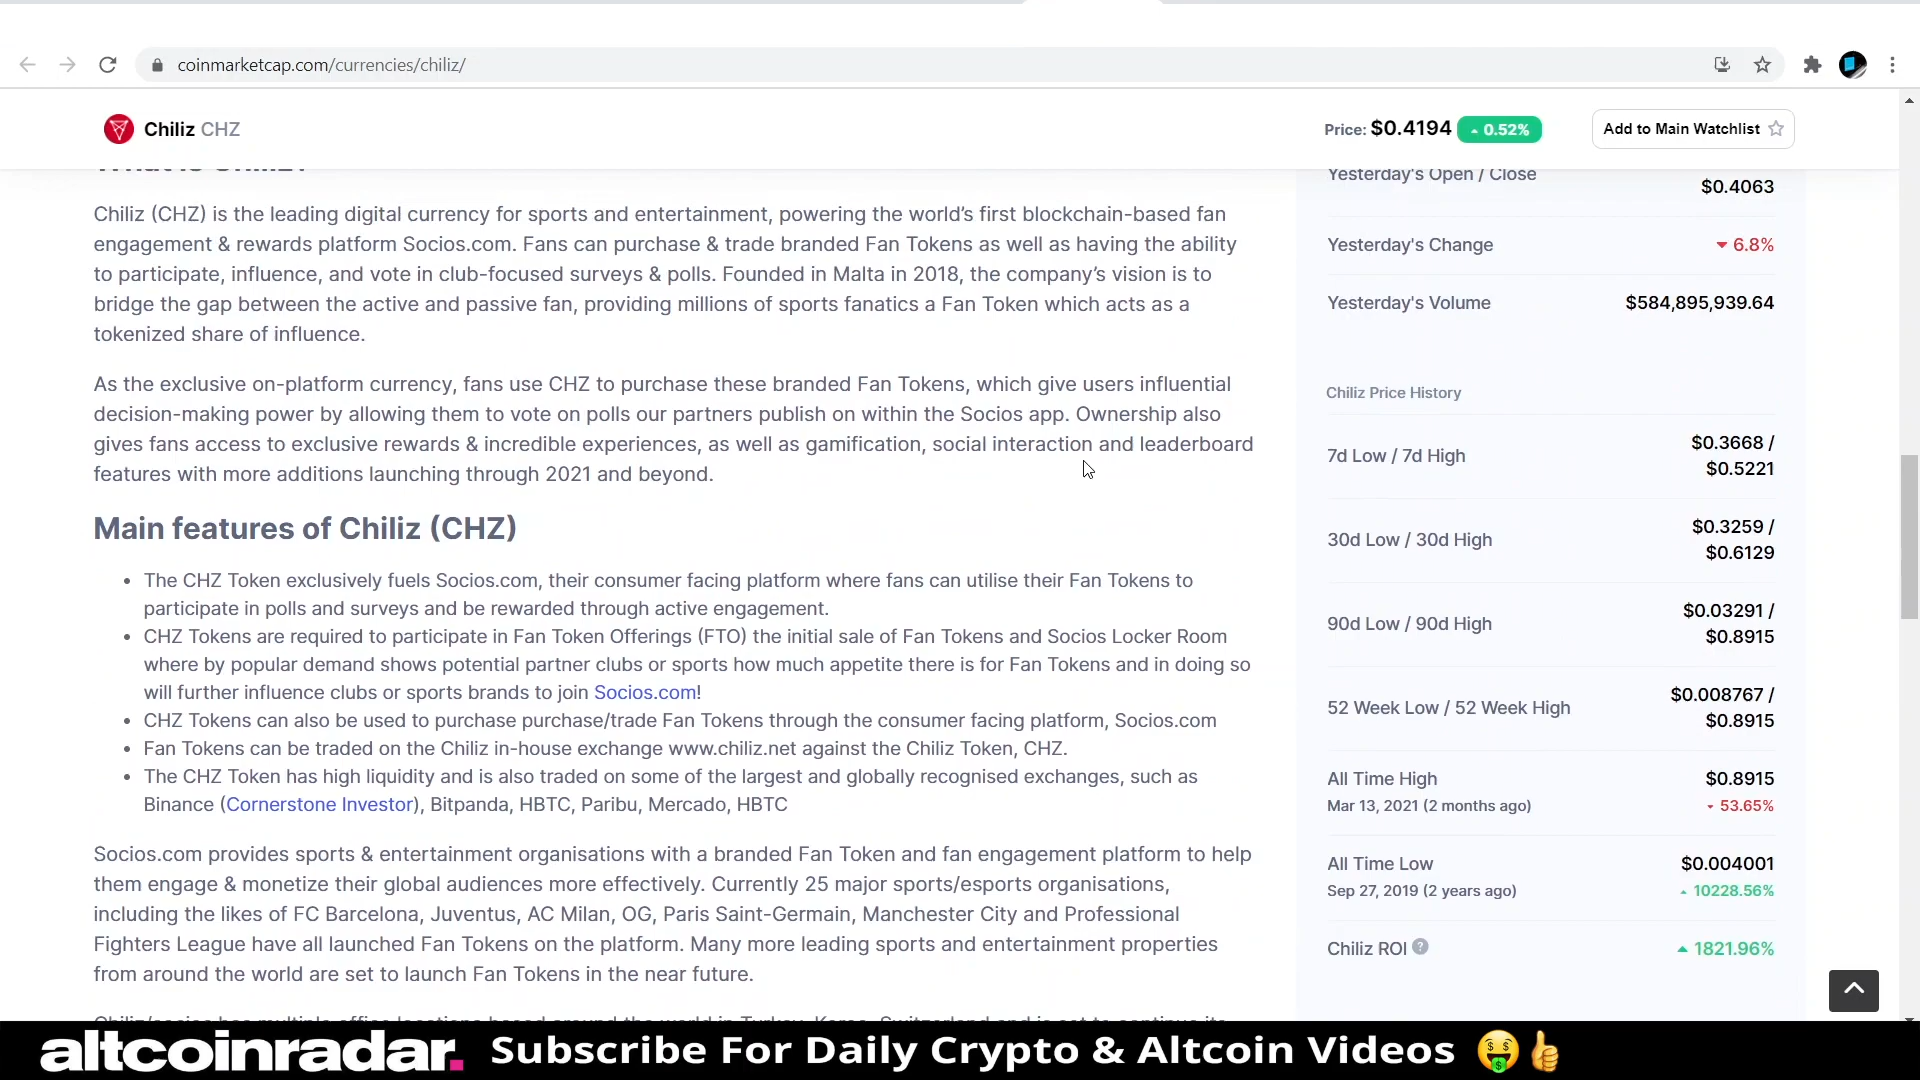 coinmarketcap.com/currencies/chiliz/
Chiliz CHZ
Price: $0.4194 0.52%
Add to Main Watchlist
What is Chiliz?
Chiliz (CHZ) is the leading digital currency for sports and entertainment, powering the world's first blockchain-based fan
engagement & rewards platform Socios.com. Fans can purchase & trade branded Fan Tokens as well as having the ability
to participate, influence, and vote in club-focused surveys & polls. Founded in Malta in 2018, the company's vision is to
bridge the gap between the active and passive fan, providing millions of sports fanatics a Fan Token which acts as a
tokenized share of influence.
As the exclusive on-platform currency, fans use CHZ to purchase these branded Fan Tokens, which give users influential
decision-making power by allowing them to vote on polls our partners publish on within the Socios app. Ownership also
gives fans access to exclusive rewards & incredible experiences, as well as gamification, social interaction and leaderboard
features with more additions launching through 2021 and beyond.
Main features of Chiliz (CHZ)
• The CHZ Token exclusively fuels Socios.com, their consumer facing platform where fans can utilise their Fan Tokens to
participate in polls and surveys and be rewarded through active engagement.
• CHZ Tokens are required to participate in Fan Token Offerings (FTO) the initial sale of Fan Tokens and Socios Locker Room
where by popular demand shows potential partner clubs or sports how much appetite there is for Fan Tokens and in doing so
will further influence clubs or sports brands to join Socios.com!
• CHZ Tokens can also be used to purchase purchase/trade Fan Tokens through the consumer facing platform, Socios.com
• Fan Tokens can be traded on the Chiliz in-house exchange www.chiliz.net against the Chiliz Token, CHZ.
• The CHZ Token has high liquidity and is also traded on some of the largest and globally recognised exchanges, such as
Binance (Cornerstone Investor), Bitpanda, HBTC, Paribu, Mercado, HBTC
Socios.com provides sports & entertainment organisations with a branded Fan Token and fan engagement platform to help
them engage & monetize their global audiences more effectively. Currently 25 major sports/esports organisations,
including the likes of FC Barcelona, Juventus, AC Milan, OG, Paris Saint-Germain, Manchester City and Professional
Fighters League have all launched Fan Tokens on the platform. Many more leading sports and entertainment properties
from around the world are set to launch Fan Tokens in the near future.
Chiliz/socios has multiple office locations based around the world in Turkey, Korea, Switzerland and is set to continue its
Yesterday's Open / Close
$0.4063
Yesterday's Change 6.8%
Yesterday's Volume $584,895,939.64
Chiliz Price History
7d Low / 7d High $0.3668 /
$0.5221
30d Low / 30d High $0.3259 /
$0.6129
90d Low / 90d High $0.03291 /
$0.8915
52 Week Low / 52 Week High $0.008767 /
$0.8915
All Time High $0.8915
Mar 13, 2021 (2 months ago) 53.65%
All Time Low $0.004001
Sep 27, 2019 (2 years ago) 10228.56%
Chiliz ROI 1821.96%
altcoinradar. Subscribe For Daily Crypto & Altcoin Videos